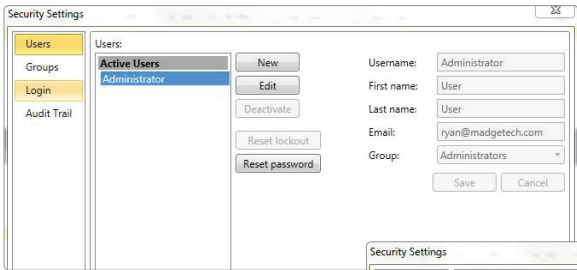 Security Settings
Users
Groups
Login
Audit Trail
Users:
Active Users
Administrator
New
Edit
Deactivate
Reset lockout
Reset password
Username: Administrator
First name: User
Last name: User
Email: ryan@madgetech.com
Group: Administrators
Save Cancel
Security Settings